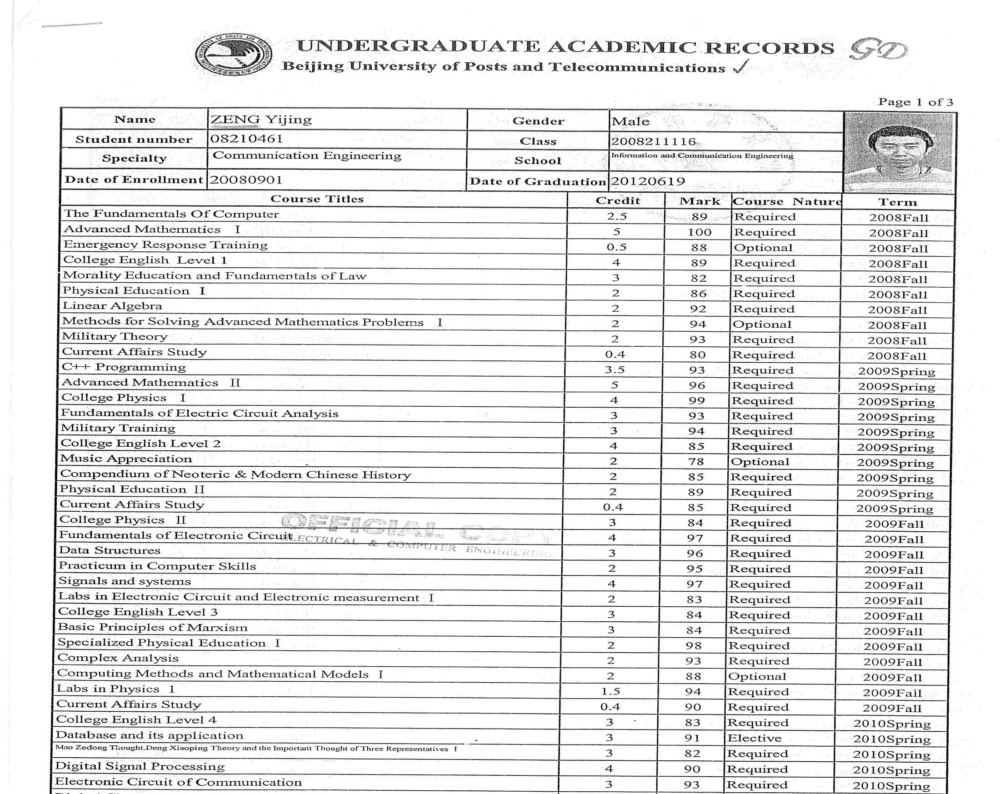 UNDERGRADUATE ACADEMIC RECORDS GD
Beijing University of Posts and Telecommunications ✓
Page 1 of 3
Name ZENG Yijing Gender Male
Student number 08210461 Class 2008211116
Specialty Communication Engineering School Information and Communication Engineering
Date of Enrollment 20080901 Date of Graduation 20120619
Course Titles Credit Mark Course Nature Term
The Fundamentals Of Computer 2.5 89 Required 2008Fall
Advanced Mathematics I 5 100 Required 2008Fall
Emergency Response Training 0.5 88 Optional 2008Fall
College English Level 1 4 89 Required 2008Fall
Morality Education and Fundamentals of Law 3 82 Required 2008Fall
Physical Education I 2 86 Required 2008Fall
Linear Algebra 2 92 Required 2008Fall
Methods for Solving Advanced Mathematics Problems I 2 94 Optional 2008Fall
Military Theory 2 93 Required 2008Fall
Current Affairs Study 0.4 80 Required 2008Fall
C++ Programming 3.5 93 Required 2009Spring
Advanced Mathematics II 5 96 Required 2009Spring
College Physics I 4 99 Required 2009Spring
Fundamentals of Electric Circuit Analysis 3 93 Required 2009Spring
Military Training 3 94 Required 2009Spring
College English Level 2 4 85 Required 2009Spring
Music Appreciation 2 78 Optional 2009Spring
Compendium of Neoteric & Modern Chinese History 2 85 Required 2009Spring
Physical Education II 2 89 Required 2009Spring
Current Affairs Study 0.4 85 Required 2009Spring
College Physics II 3 84 Required 2009Fall
OFFICIAL COPY
Fundamentals of Electronic Circuit 4 97 Required 2009Fall
ELECTRICAL & COMPUTER ENGINEERING
Data Structures 3 96 Required 2009Fall
Practicum in Computer Skills 2 95 Required 2009Fall
Signals and systems 4 97 Required 2009Fall
Labs in Electronic Circuit and Electronic measurement I 2 83 Required 2009Fall
College English Level 3 3 84 Required 2009Fall
Basic Principles of Marxism 3 84 Required 2009Fall
Specialized Physical Education I 2 98 Required 2009Fall
Complex Analysis 2 93 Required 2009Fall
Computing Methods and Mathematical Models I 2 88 Optional 2009Fall
Labs in Physics 1 1.5 94 Required 2009Fall
Current Affairs Study 0.4 90 Required 2009Fall
College English Level 4 3 83 Required 2010Spring
Database and its application 3 91 Elective 2010Spring
Mao Zedong Thought.Deng Xiaoping Theory and the Important Thought of Three Representatives I 3 82 Required 2010Spring
Digital Signal Processing 4 90 Required 2010Spring
Electronic Circuit of Communication 3 93 Required 2010Spring